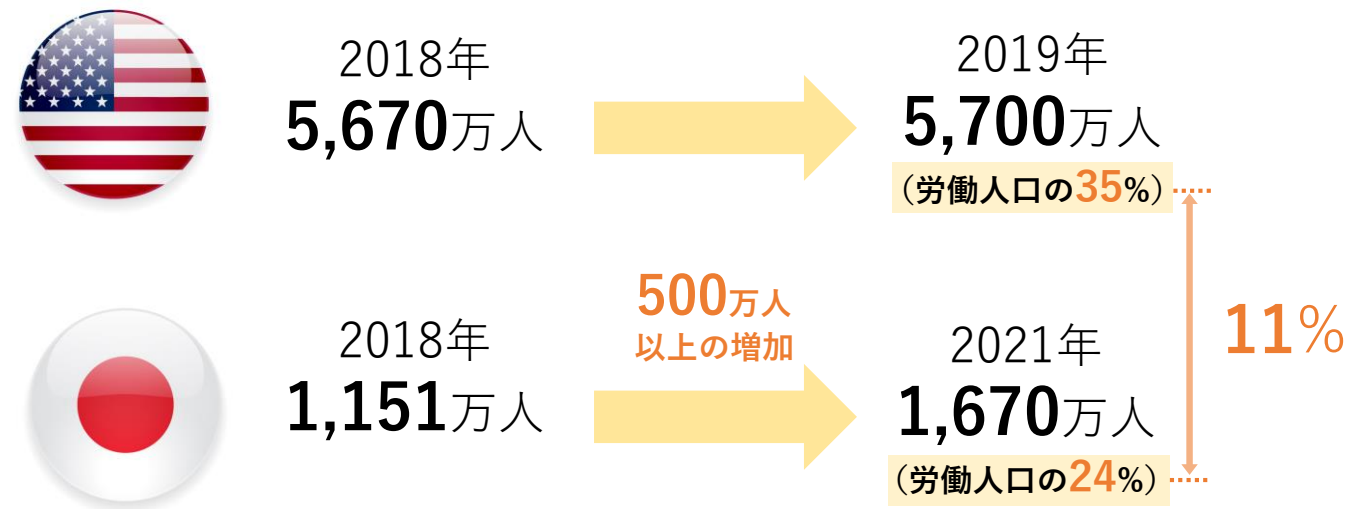 2018年
5,670万人
2019年
5,700万人
（労働人口の35%）
11%
2018年
1,151万人
500万人
以上の増加
2021年
1,670万人
（労働人口の24%）